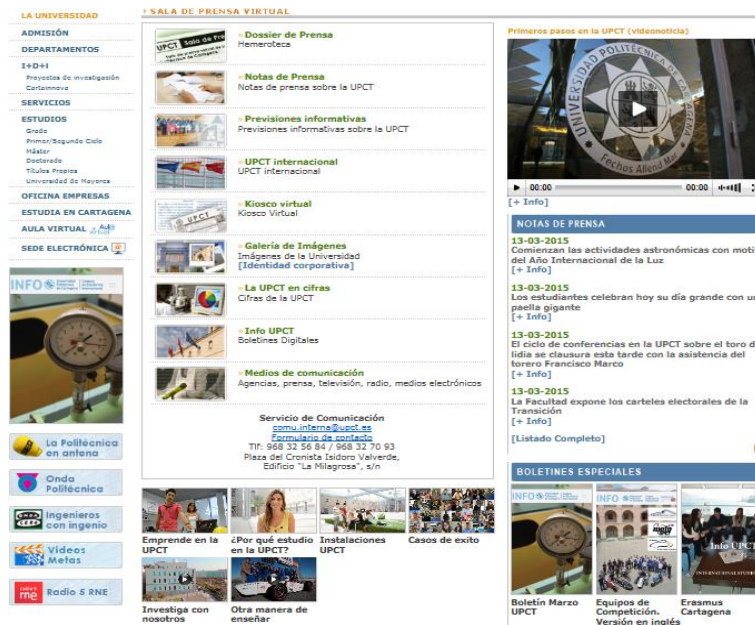 LA UNIVERSIDAD
ADMISIÓN
DEPARTAMENTOS
I+D+I
Proyectos de investigación
Cartainnova
SERVICIOS
ESTUDIOS
Grado
Primer/Segundo Ciclo
Máster
Doctorado
Títulos Propios
Universidad de Mayores
OFICINA EMPRESAS
ESTUDIA EN CARTAGENA
AULA VIRTUAL
SEDE ELECTRÓNICA
INFO
La Politécnica
en antena
Onda
Politécnica
Ingenieros
con ingenio
Vídeos
Metas
rne
Radio 5 RNE
SALA DE PRENSA VIRTUAL
UPCT Sala de Pre
Dossier de Prensa
Hemeroteca
Notas de Prensa
Notas de prensa sobre la UPCT
Previsiones informativas
Previsiones informativas sobre la UPCT
UPCT internacional
UPCT internacional
UPCT
Kiosco virtual
Kiosco Virtual
Galería de Imágenes
Imágenes de la Universidad
[Identidad corporativa]
La UPCT en cifras
Cifras de la UPCT
Info UPCT
Boletines Digitales
Medios de comunicación
Agencias, prensa, televisión, radio, medios electrónicos
Servicio de Comunicación
comu.interna@upct.es
Formulario de contacto
Tlf: 968 32 56 84 / 968 32 70 93
Plaza del Cronista Isidoro Valverde,
Edificio "La Milagrosa", s/n
Emprende en la
UPCT
¿Por qué estudio
en la UPCT?
Instalaciones
UPCT
Casos de exito
Investiga con
nosotros
Otra manera de
enseñar
Primeros pasos en la UPCT (videonoticia)
UNIVERSIDAD POLITÉCNICA DE CARTAGENA
00:00 00:00
[+ Info]
NOTAS DE PRENSA
13-03-2015
Comienzan las actividades astronómicas con moti
del Año Internacional de la Luz
[+ Info]
13-03-2015
Los estudiantes celebran hoy su día grande con un
paella gigante
[+ Info]
13-03-2015
El ciclo de conferencias en la UPCT sobre el toro d
lidia se clausura esta tarde con la asistencia del
torero Francisco Marco
[+ Info]
13-03-2015
La Facultad expone los carteles electorales de la
Transición
[+ Info]
[Listado Completo]
BOLETINES ESPECIALES
INFO
INFO
Info UPCT
Boletín Marzo
UPCT
Equipos de
Competición.
Versión en inglés
Erasmus
Cartagena